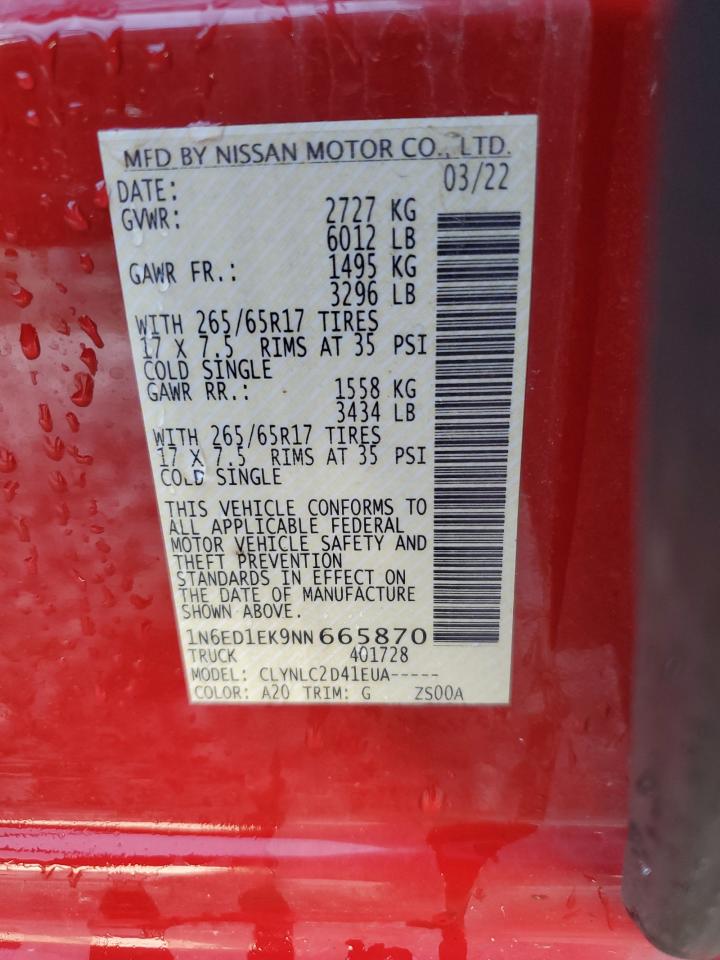 MFD BY NISSAN MOTOR CO., LTD.
DATE: 03/22
GVWR: 2727 KG
6012 LB
GAWR FR.: 1495 KG
3296 LB
WITH 265/65R17 TIRES
17 X 7.5 RIMS AT 35 PSI
COLD SINGLE
GAWR RR.: 1558 KG
3434 LB
WITH 265/65R17 TIRES
17 X 7.5 RIMS AT 35 PSI
COLD SINGLE
THIS VEHICLE CONFORMS TO
ALL APPLICABLE FEDERAL
MOTOR VEHICLE SAFETY AND
THEFT PREVENTION
STANDARDS IN EFFECT ON
THE DATE OF MANUFACTURE
SHOWN ABOVE.
1N6ED1EK9NN665870
TRUCK 401728
MODEL: CLYNLC2D41EUA-----
COLOR: A20 TRIM: G ZS00A